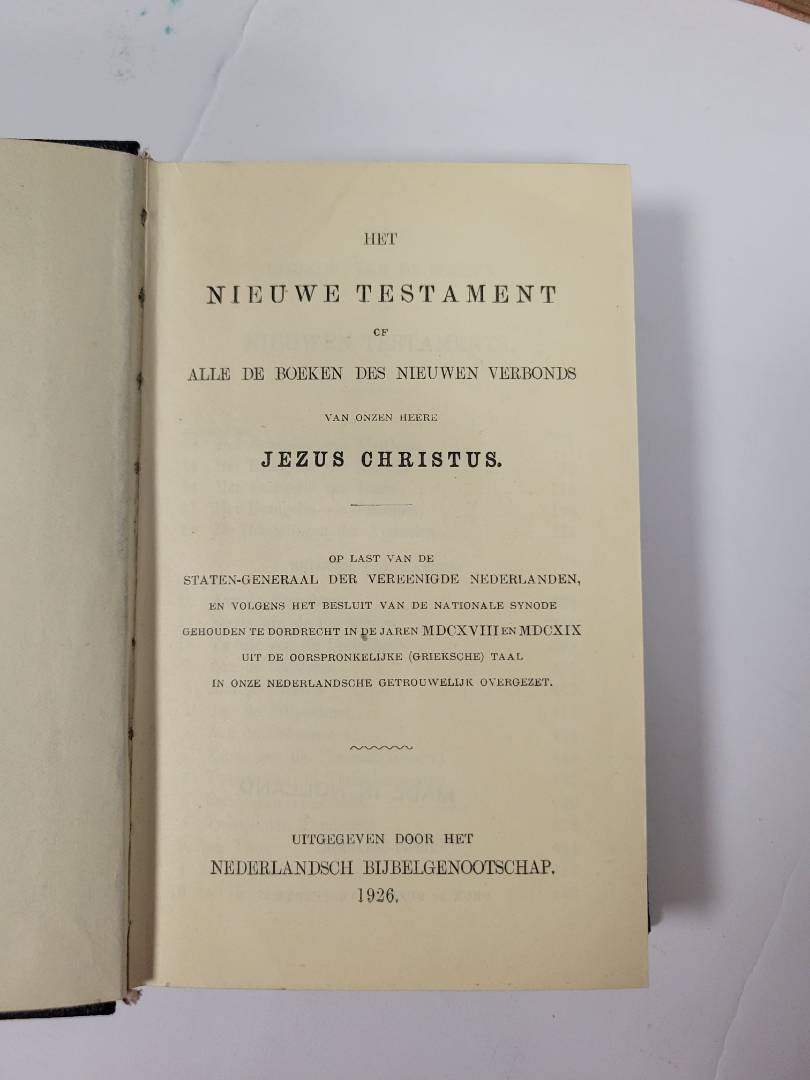 HET
NIEUWE TESTAMENT
OF
ALLE DE BOEKEN DES NIEUWEN VERBONDS
VAN ONZEN HEERE
JEZUS CHRISTUS.
OP LAST VAN DE
STATEN-GENERAAL DER VEREENIGDE NEDERLANDEN,
EN VOLGENS HET BESLUIT VAN DE NATIONALE SYNODE
GEHOUDEN TE DORDRECHT IN DE JAREN MDCXVIII EN MDCXIX
UIT DE OORSPRONKELIJKE (GRIEKSCHE) TAAL
IN ONZE NEDERLANDSCHE GETROUWELIJK OVERGEZET.
UITGEGEVEN DOOR HET
NEDERLANDSCH BIJBELGENOOTSCHAP.
1926.